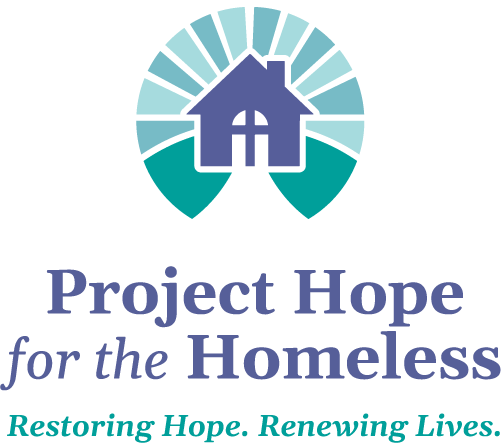 Project Hope
for the Homeless
Restoring Hope. Renewing Lives.